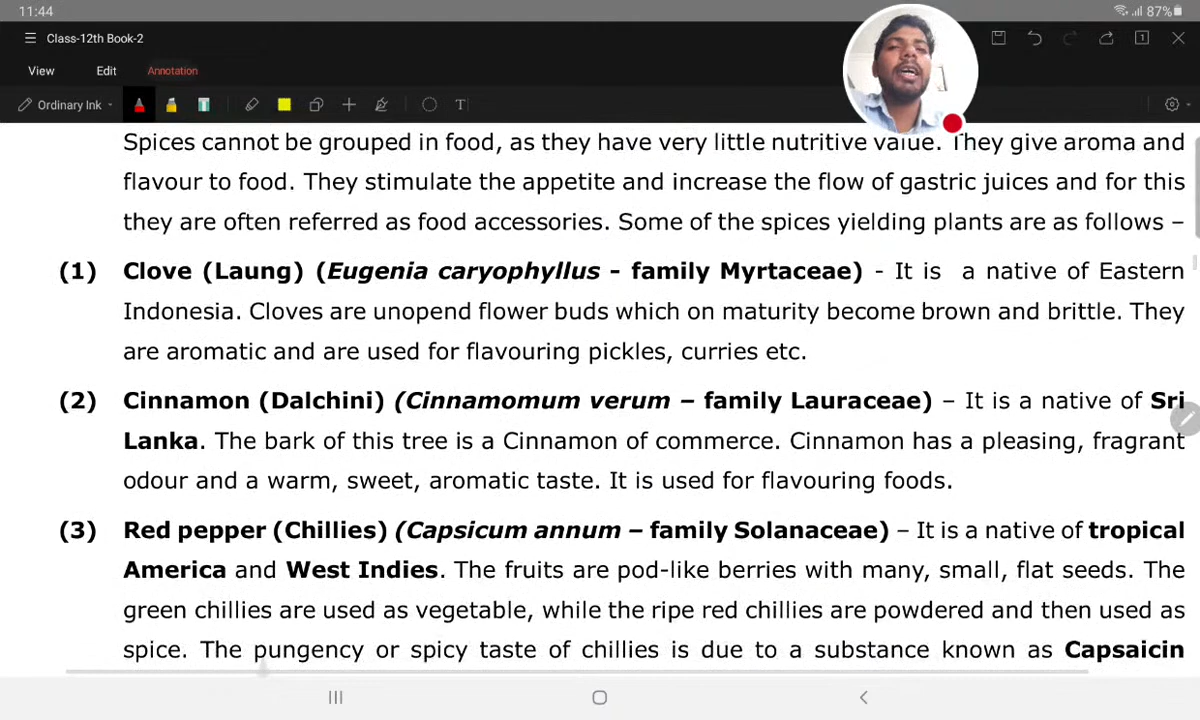 11:44
87%
Class-12th Book-2
1
View Edit Annotation
Ordinary Ink
T
Spices cannot be grouped in food, as they have very little nutritive value. They give aroma and
flavour to food. They stimulate the appetite and increase the flow of gastric juices and for this
they are often referred as food accessories. Some of the spices yielding plants are as follows –
(1) Clove (Laung) (Eugenia caryophyllus - family Myrtaceae) - It is a native of Eastern
Indonesia. Cloves are unopend flower buds which on maturity become brown and brittle. They
are aromatic and are used for flavouring pickles, curries etc.
(2) Cinnamon (Dalchini) (Cinnamomum verum – family Lauraceae) – It is a native of Sri
Lanka. The bark of this tree is a Cinnamon of commerce. Cinnamon has a pleasing, fragrant
odour and a warm, sweet, aromatic taste. It is used for flavouring foods.
(3) Red pepper (Chillies) (Capsicum annum – family Solanaceae) – It is a native of tropical
America and West Indies. The fruits are pod-like berries with many, small, flat seeds. The
green chillies are used as vegetable, while the ripe red chillies are powdered and then used as
spice. The pungency or spicy taste of chillies is due to a substance known as Capsaicin